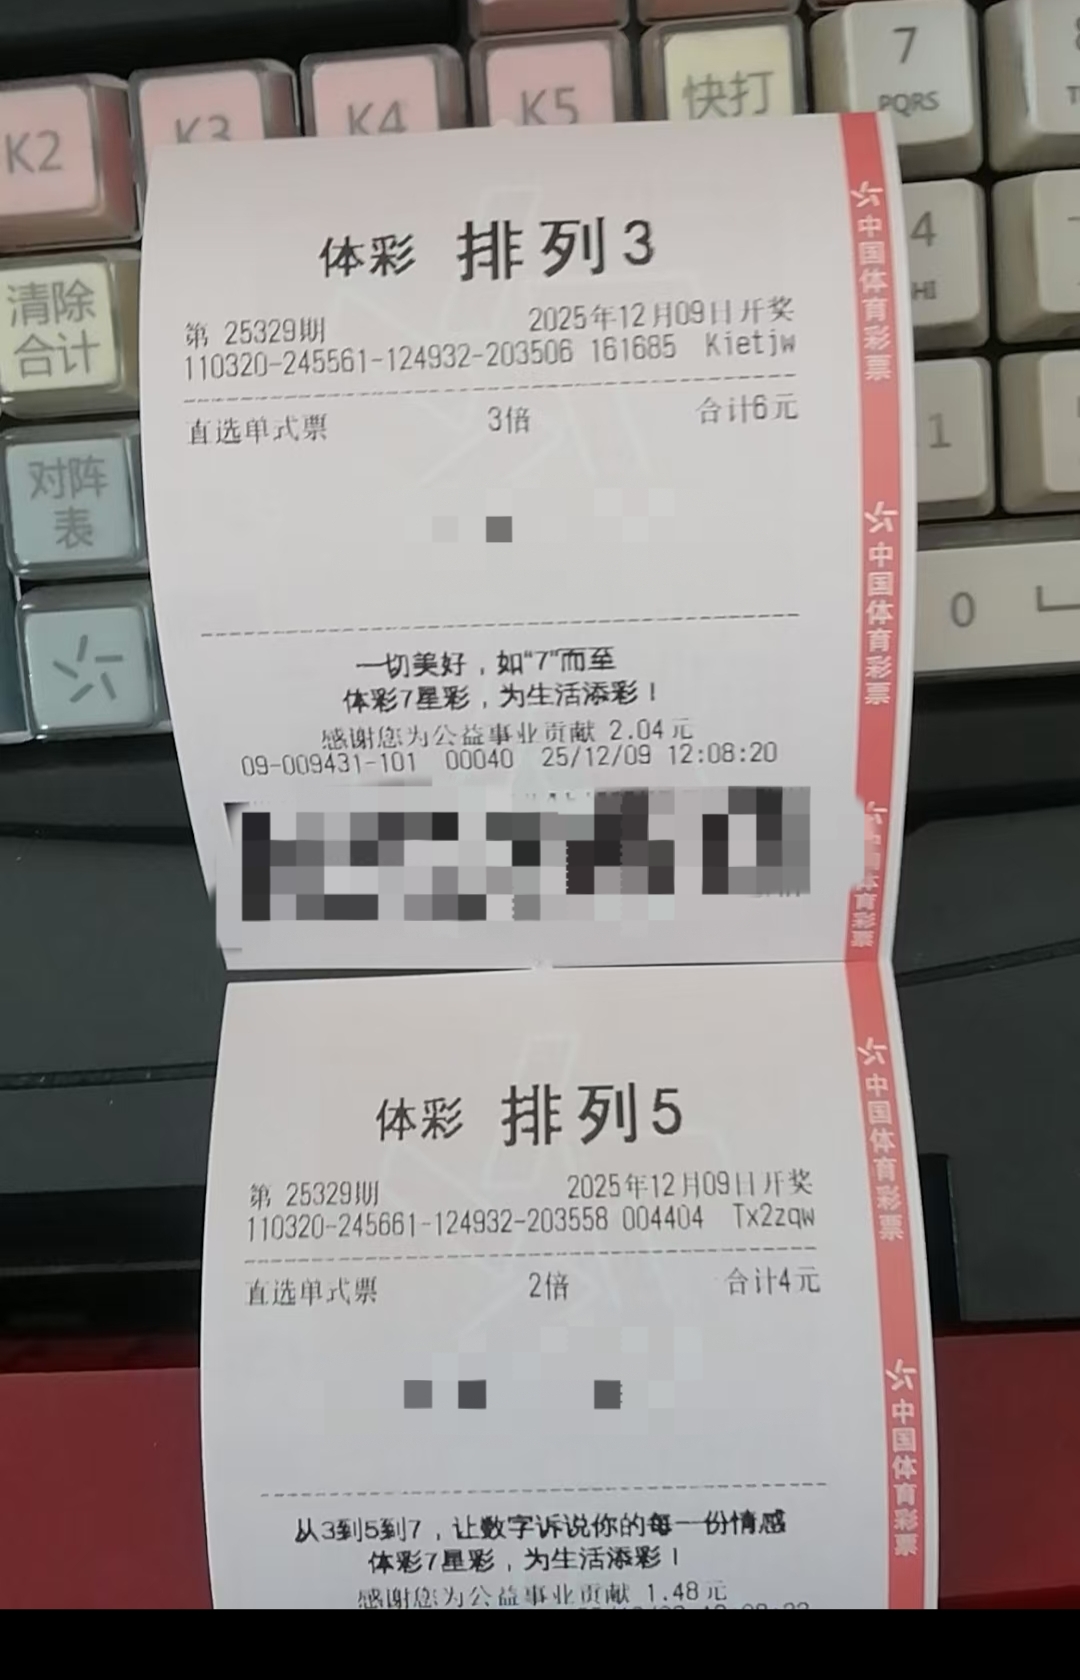 K2
K3
K4
K5
快打
7
PQRS
清除
合计
4
HI
对阵
表
1
0
体彩 排列3
第 25329期 2025年12月09日开奖
110320-245561-124932-203506 161685 Kietjw
直选单式票 3倍 合计6元
一切美好，如“7”而至
体彩7星彩，为生活添彩！
感谢您为公益事业贡献 2.04元
09-009431-101 00040 25/12/09 12:08:20
中国体育彩票
中国体育彩票
中国体育彩票
体彩 排列5
第 25329期 2025年12月09日开奖
110320-245661-124932-203558 004404 Tx2zqw
直选单式票 2倍 合计4元
从3到5到7，让数字诉说你的每一份情感
体彩7星彩，为生活添彩！
感谢您为公益事业贡献 1.48元
中国体育彩票
中国体育彩票